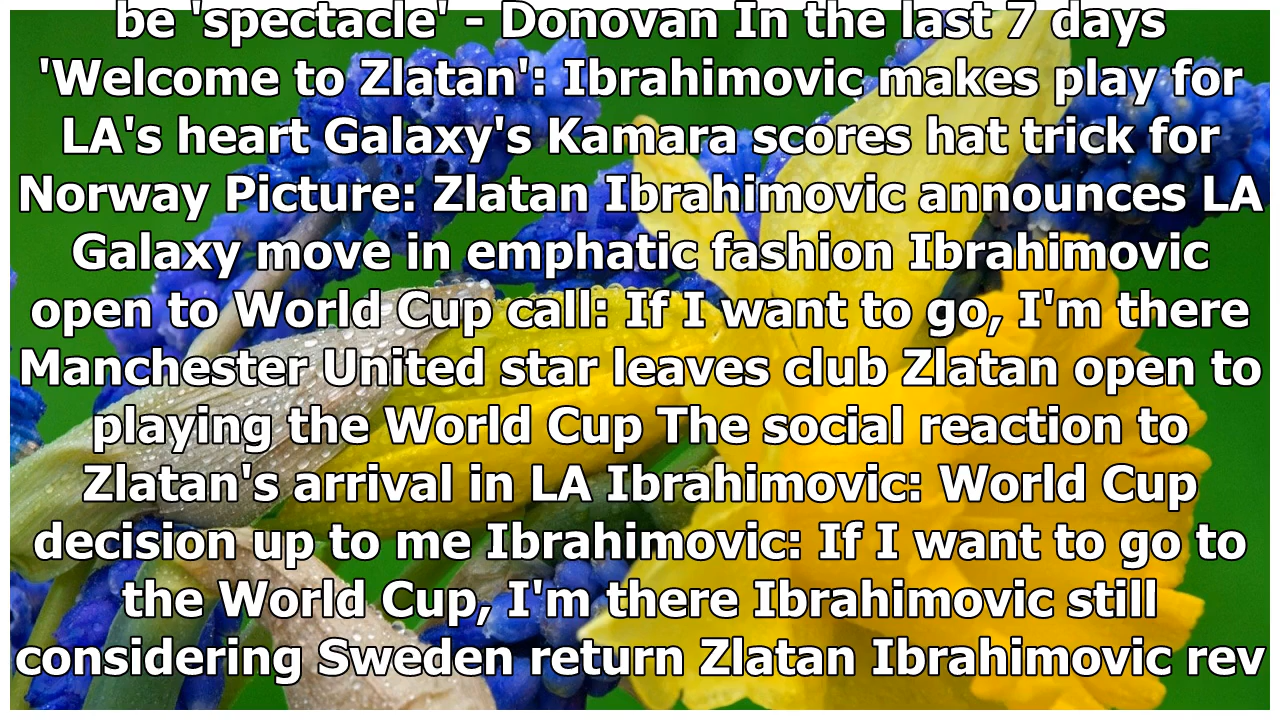 be 'spectacle' - Donovan In the last 7 days
'Welcome to Zlatan': Ibrahimovic makes play for
LA's heart Galaxy's Kamara scores hat trick for
Norway Picture: Zlatan Ibrahimovic announces LA
Galaxy move in emphatic fashion Ibrahimovic
open to World Cup call: If I want to go, I'm there
Manchester United star leaves club Zlatan open to
playing the World Cup The social reaction to
Zlatan's arrival in LA Ibrahimovic: World Cup
decision up to me Ibrahimovic: If I want to go to
the World Cup, I'm there Ibrahimovic still
considering Sweden return Zlatan Ibrahimovic rev